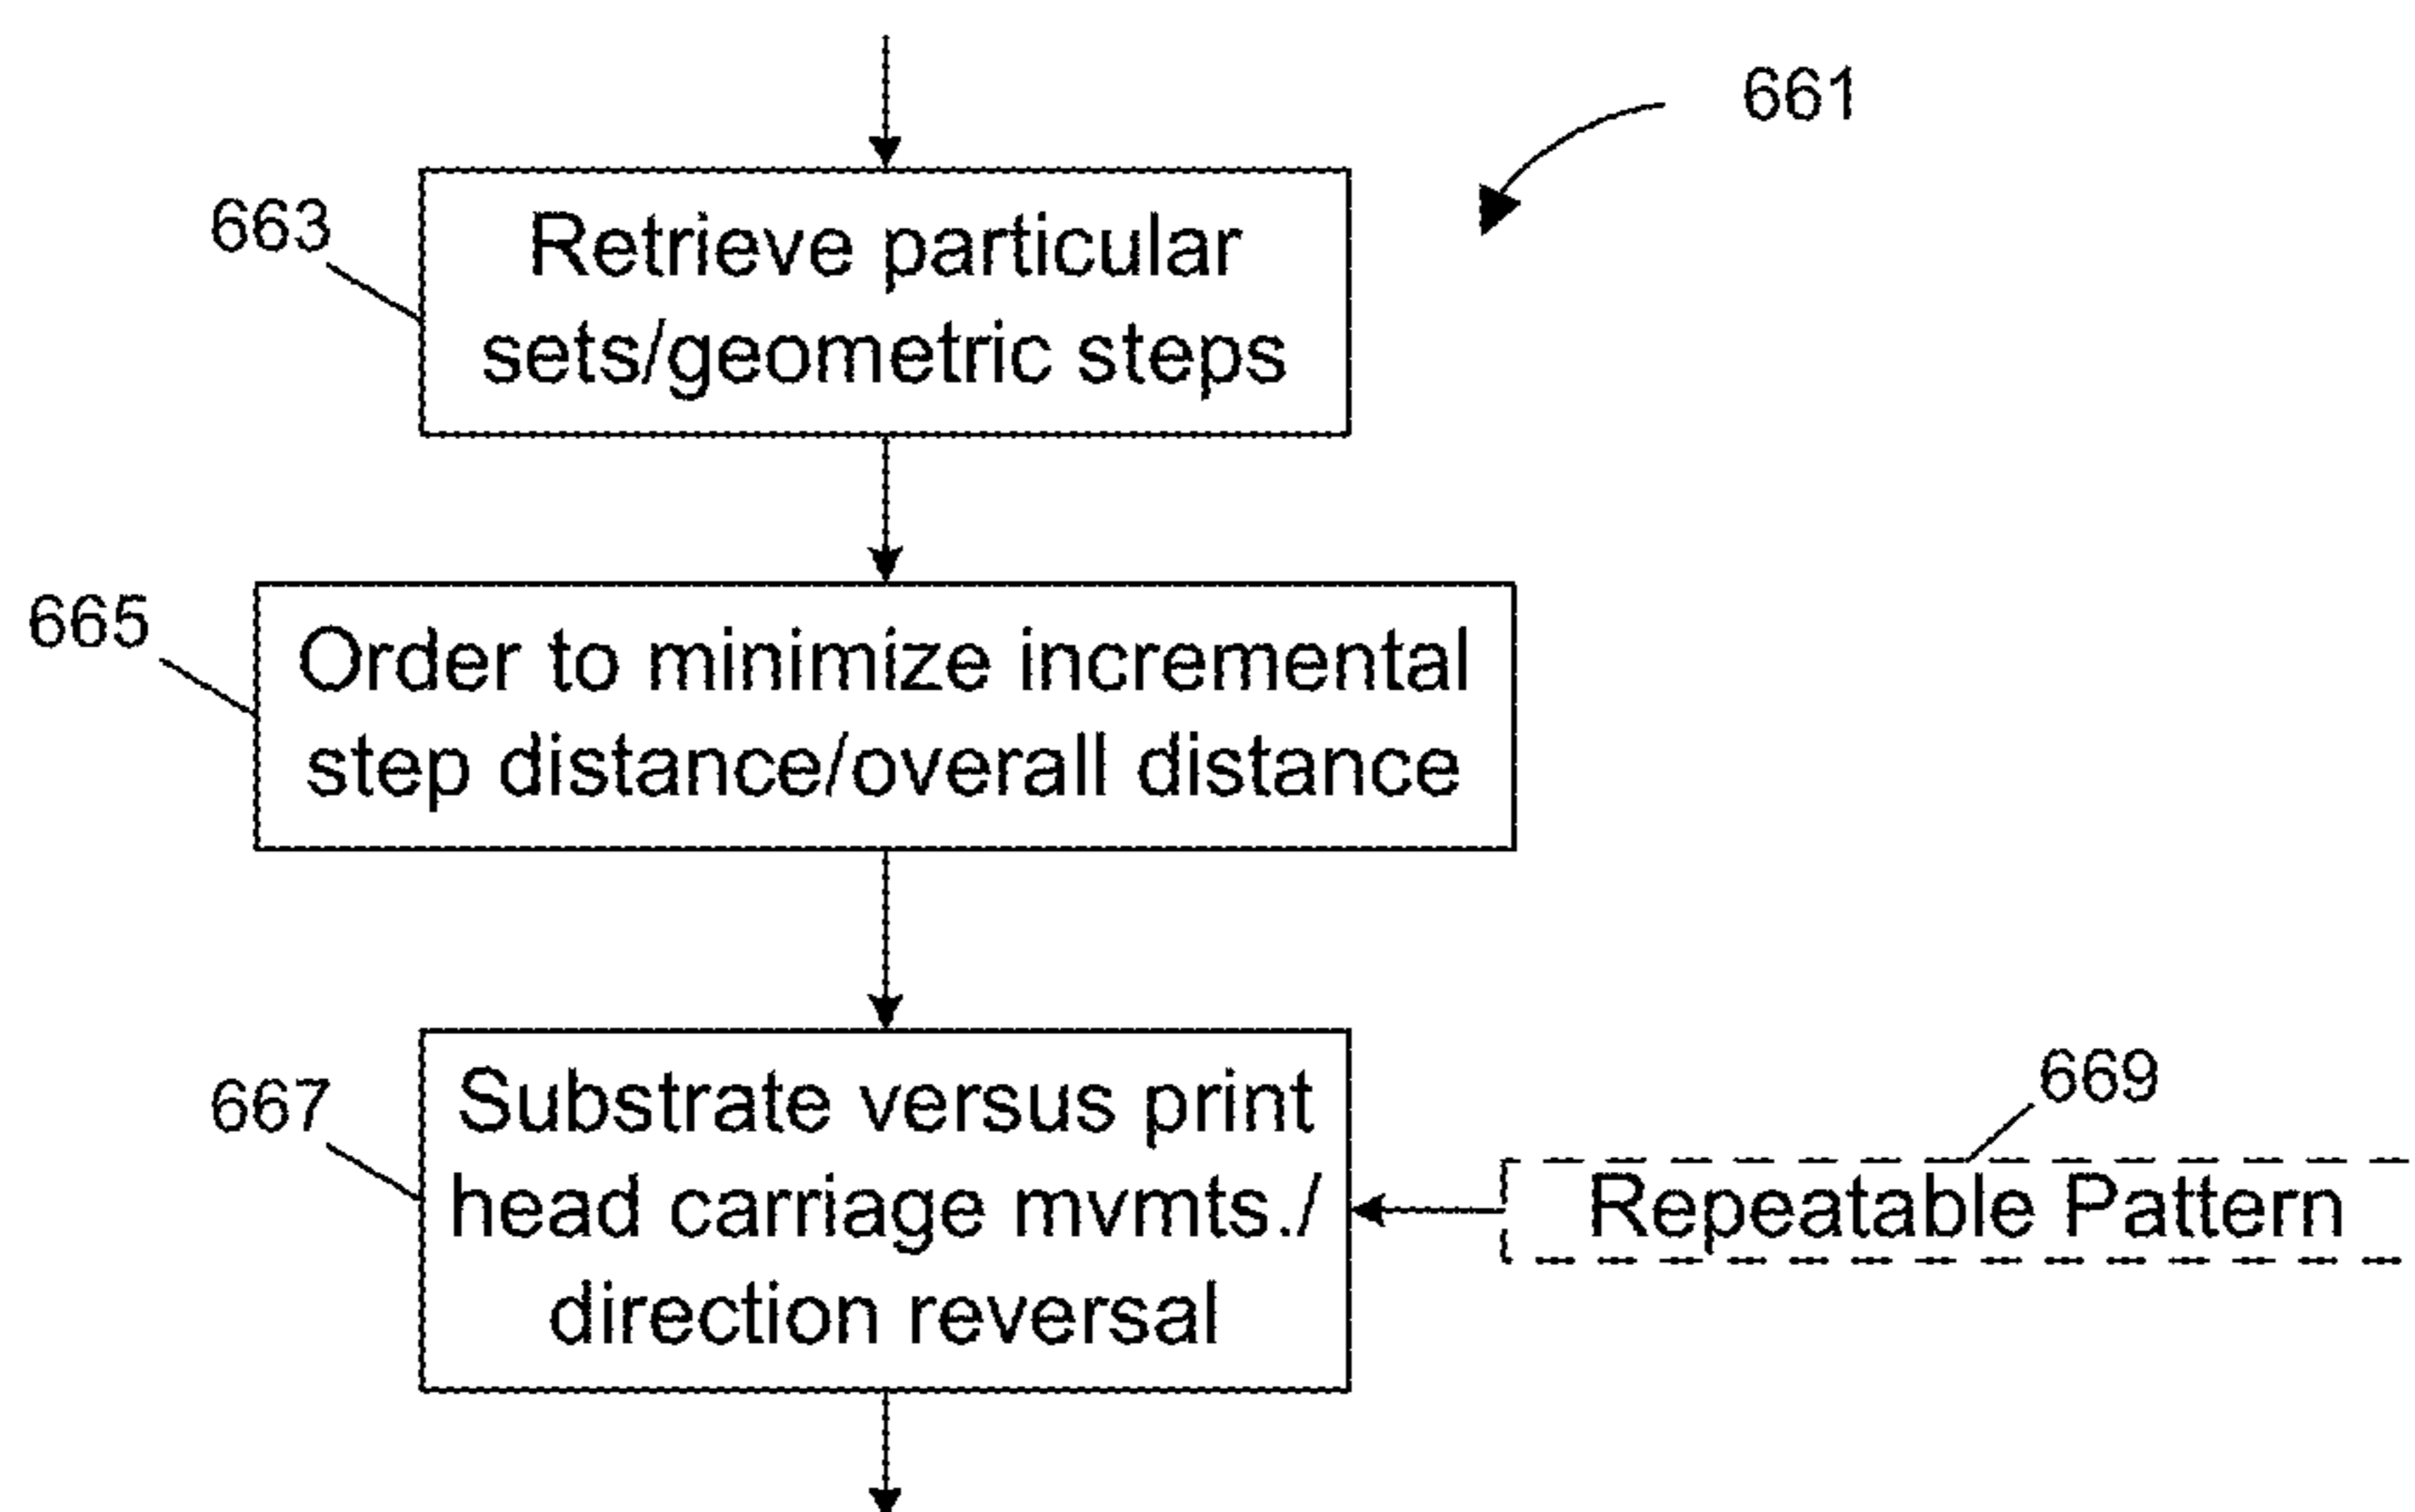 661
663
Retrieve particular
sets/geometric steps
665
Order to minimize incremental
step distance/overall distance
667
Substrate versus print
head carriage mvmts./
direction reversal
669
Repeatable Pattern